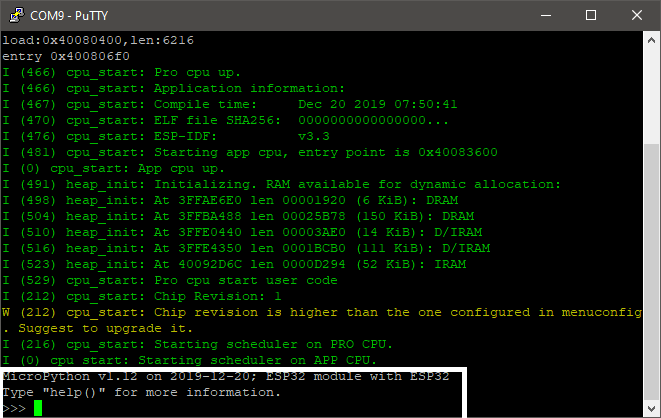 COM9 - PuTTY
load:0x40080400,len:6216
entry 0x400806f0
I (466) cpu_start: Pro cpu up.
I (466) cpu_start: Application information:
I (467) cpu_start: Compile time:     Dec 20 2019 07:50:41
I (470) cpu_start: ELF file SHA256:  0000000000000000...
I (476) cpu_start: ESP-IDF:          v3.3
I (481) cpu_start: Starting app cpu, entry point is 0x40083600
I (0) cpu_start: App cpu up.
I (491) heap_init: Initializing. RAM available for dynamic allocation:
I (498) heap_init: At 3FFAE6E0 len 00001920 (6 KiB): DRAM
I (504) heap_init: At 3FFBA488 len 00025B78 (150 KiB): DRAM
I (510) heap_init: At 3FFE0440 len 00003AE0 (14 KiB): D/IRAM
I (516) heap_init: At 3FFE4350 len 0001BCB0 (111 KiB): D/IRAM
I (523) heap_init: At 40092D6C len 0000D294 (52 KiB): IRAM
I (529) cpu_start: Pro cpu start user code
I (212) cpu_start: Chip Revision: 1
W (212) cpu_start: Chip revision is higher than the one configured in menuconfig
. Suggest to upgrade it.
I (216) cpu_start: Starting scheduler on PRO CPU.
I (0) cpu_start: Starting scheduler on APP CPU.
MicroPython v1.12 on 2019-12-20; ESP32 module with ESP32
Type "help()" for more information.
>>>